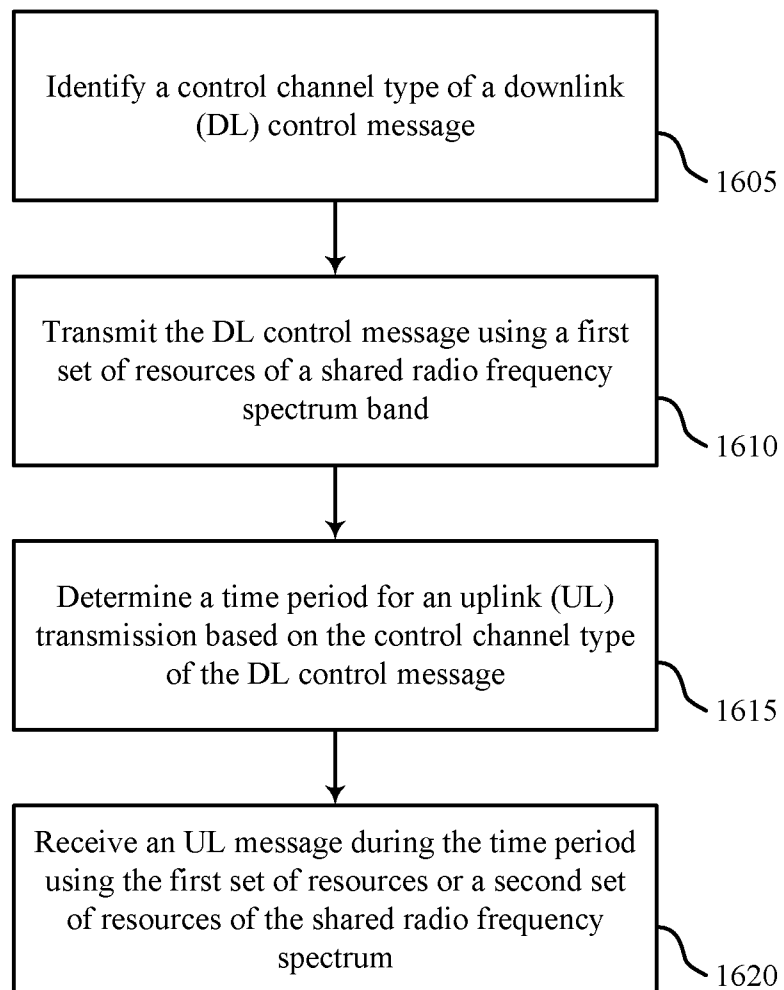 Identify a control channel type of a downlink
(DL) control message
1605
Transmit the DL control message using a first
set of resources of a shared radio frequency
spectrum band
1610
Determine a time period for an uplink (UL)
transmission based on the control channel type
of the DL control message
1615
Receive an UL message during the time period
using the first set of resources or a second set
of resources of the shared radio frequency
spectrum
1620